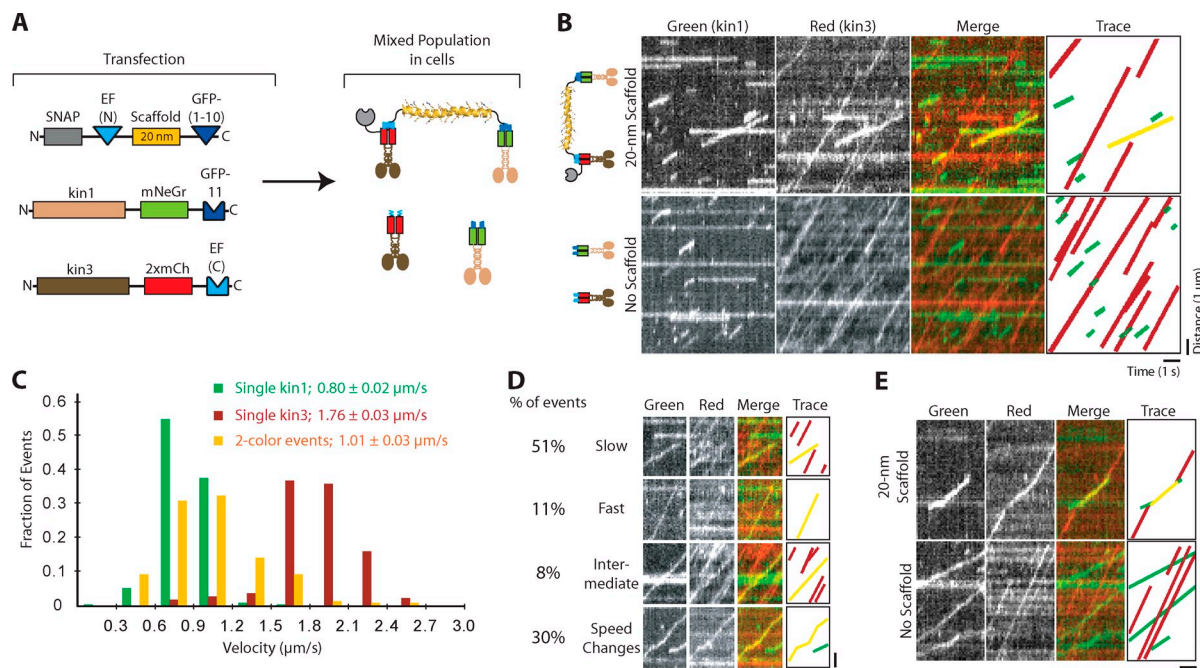 A
Transfection
Mixed Population
in cells
SNAP
EF
(N)
Scaffold
GFP-
(1-10)
N
20 nm
C
kin1
mNeGr
GFP-
11
N
C
kin3
2xmCh
EF
(C)
N
C
B
Green (kin1)
Red (kin3)
Merge
Trace
20-nm Scaffold
No Scaffold
Distance (1 µm)
Time (1 s)
C
Single kin1; 0.80 ± 0.02 µm/s
Single kin3; 1.76 ± 0.03 µm/s
2-color events; 1.01 ± 0.03 µm/s
Fraction of Events
0.6
0.5
0.4
0.3
0.2
0.1
0
0.3 0.6 0.9 1.2 1.5 1.8 2.1 2.4 2.7 3.0
Velocity (µm/s)
D
% of events
Green Red Merge Trace
51% Slow
11% Fast
8% Inter-
mediate
30% Speed
Changes
E
Green Red Merge Trace
20-nm
Scaffold
No Scaffold